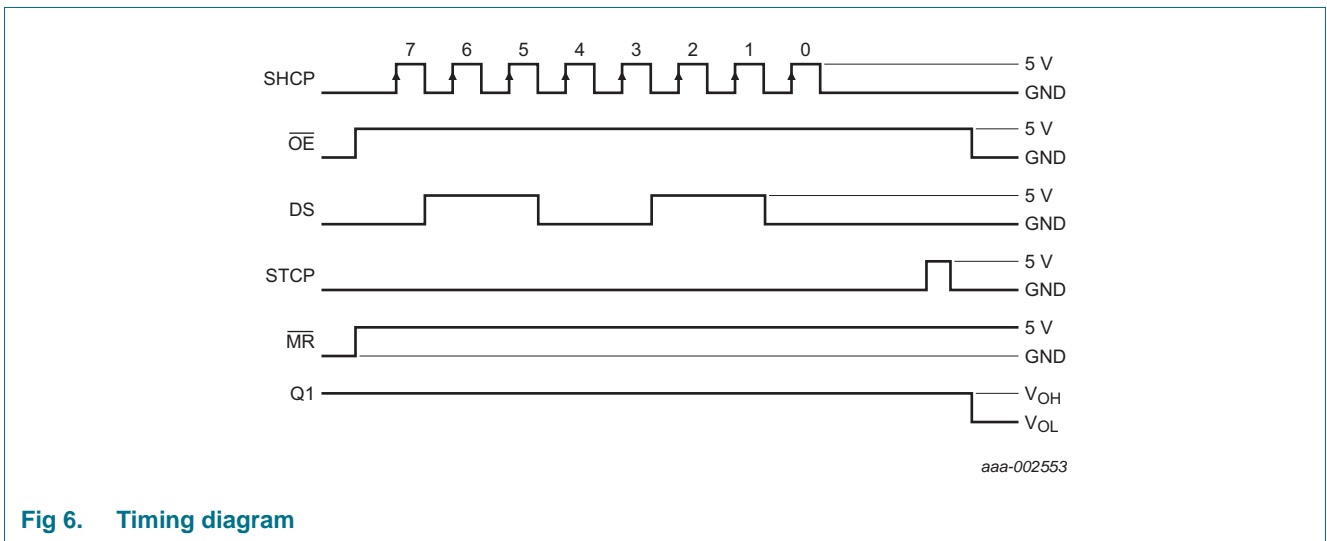 7 6 5 4 3 2 1 0
SHCP
5 V
GND
OE
5 V
GND
DS
5 V
GND
STCP
5 V
GND
MR
5 V
GND
Q1
VOH
VOL
aaa-002553
Fig 6. Timing diagram